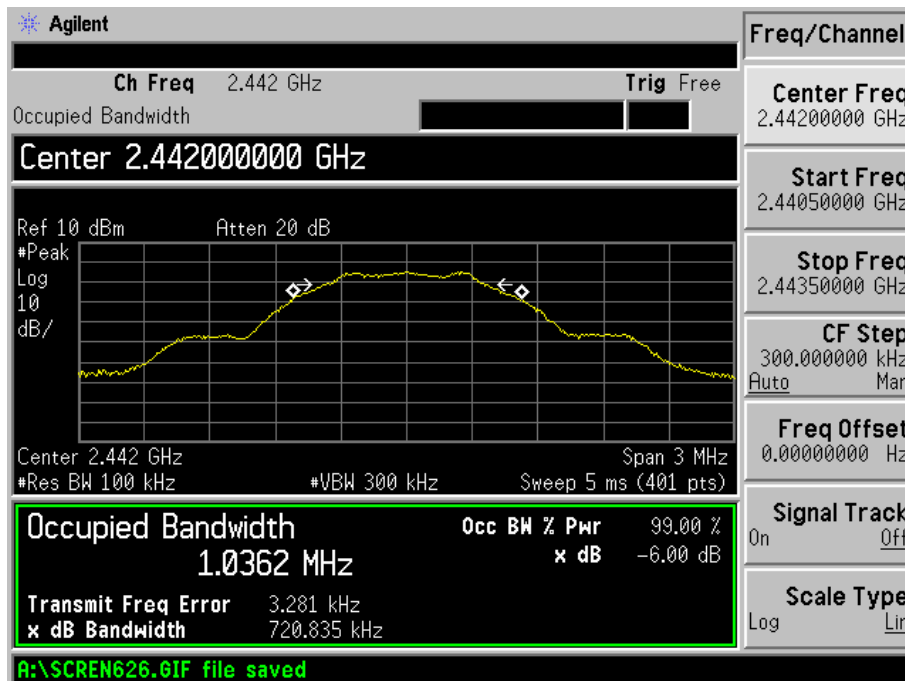 Agilent
Freq/Channel
Ch Freq 2.442 GHz Trig Free
Occupied Bandwidth
Center 2.442000000 GHz
Ref 10 dBm Atten 20 dB
#Peak
Log
10
dB/
Center 2.442 GHz Span 3 MHz
#Res BW 100 kHz #VBW 300 kHz Sweep 5 ms (401 pts)
Occupied Bandwidth
1.0362 MHz
Occ BW % Pwr 99.00 %
x dB -6.00 dB
Transmit Freq Error 3.281 kHz
x dB Bandwidth 720.835 kHz
A:\SCREN626.GIF file saved
Center Freq
2.44200000 GHz
Start Freq
2.44050000 GHz
Stop Freq
2.44350000 GHz
CF Step
300.000000 kHz
Auto Man
Freq Offset
0.00000000 Hz
Signal Track
On Off
Scale Type
Log Lin